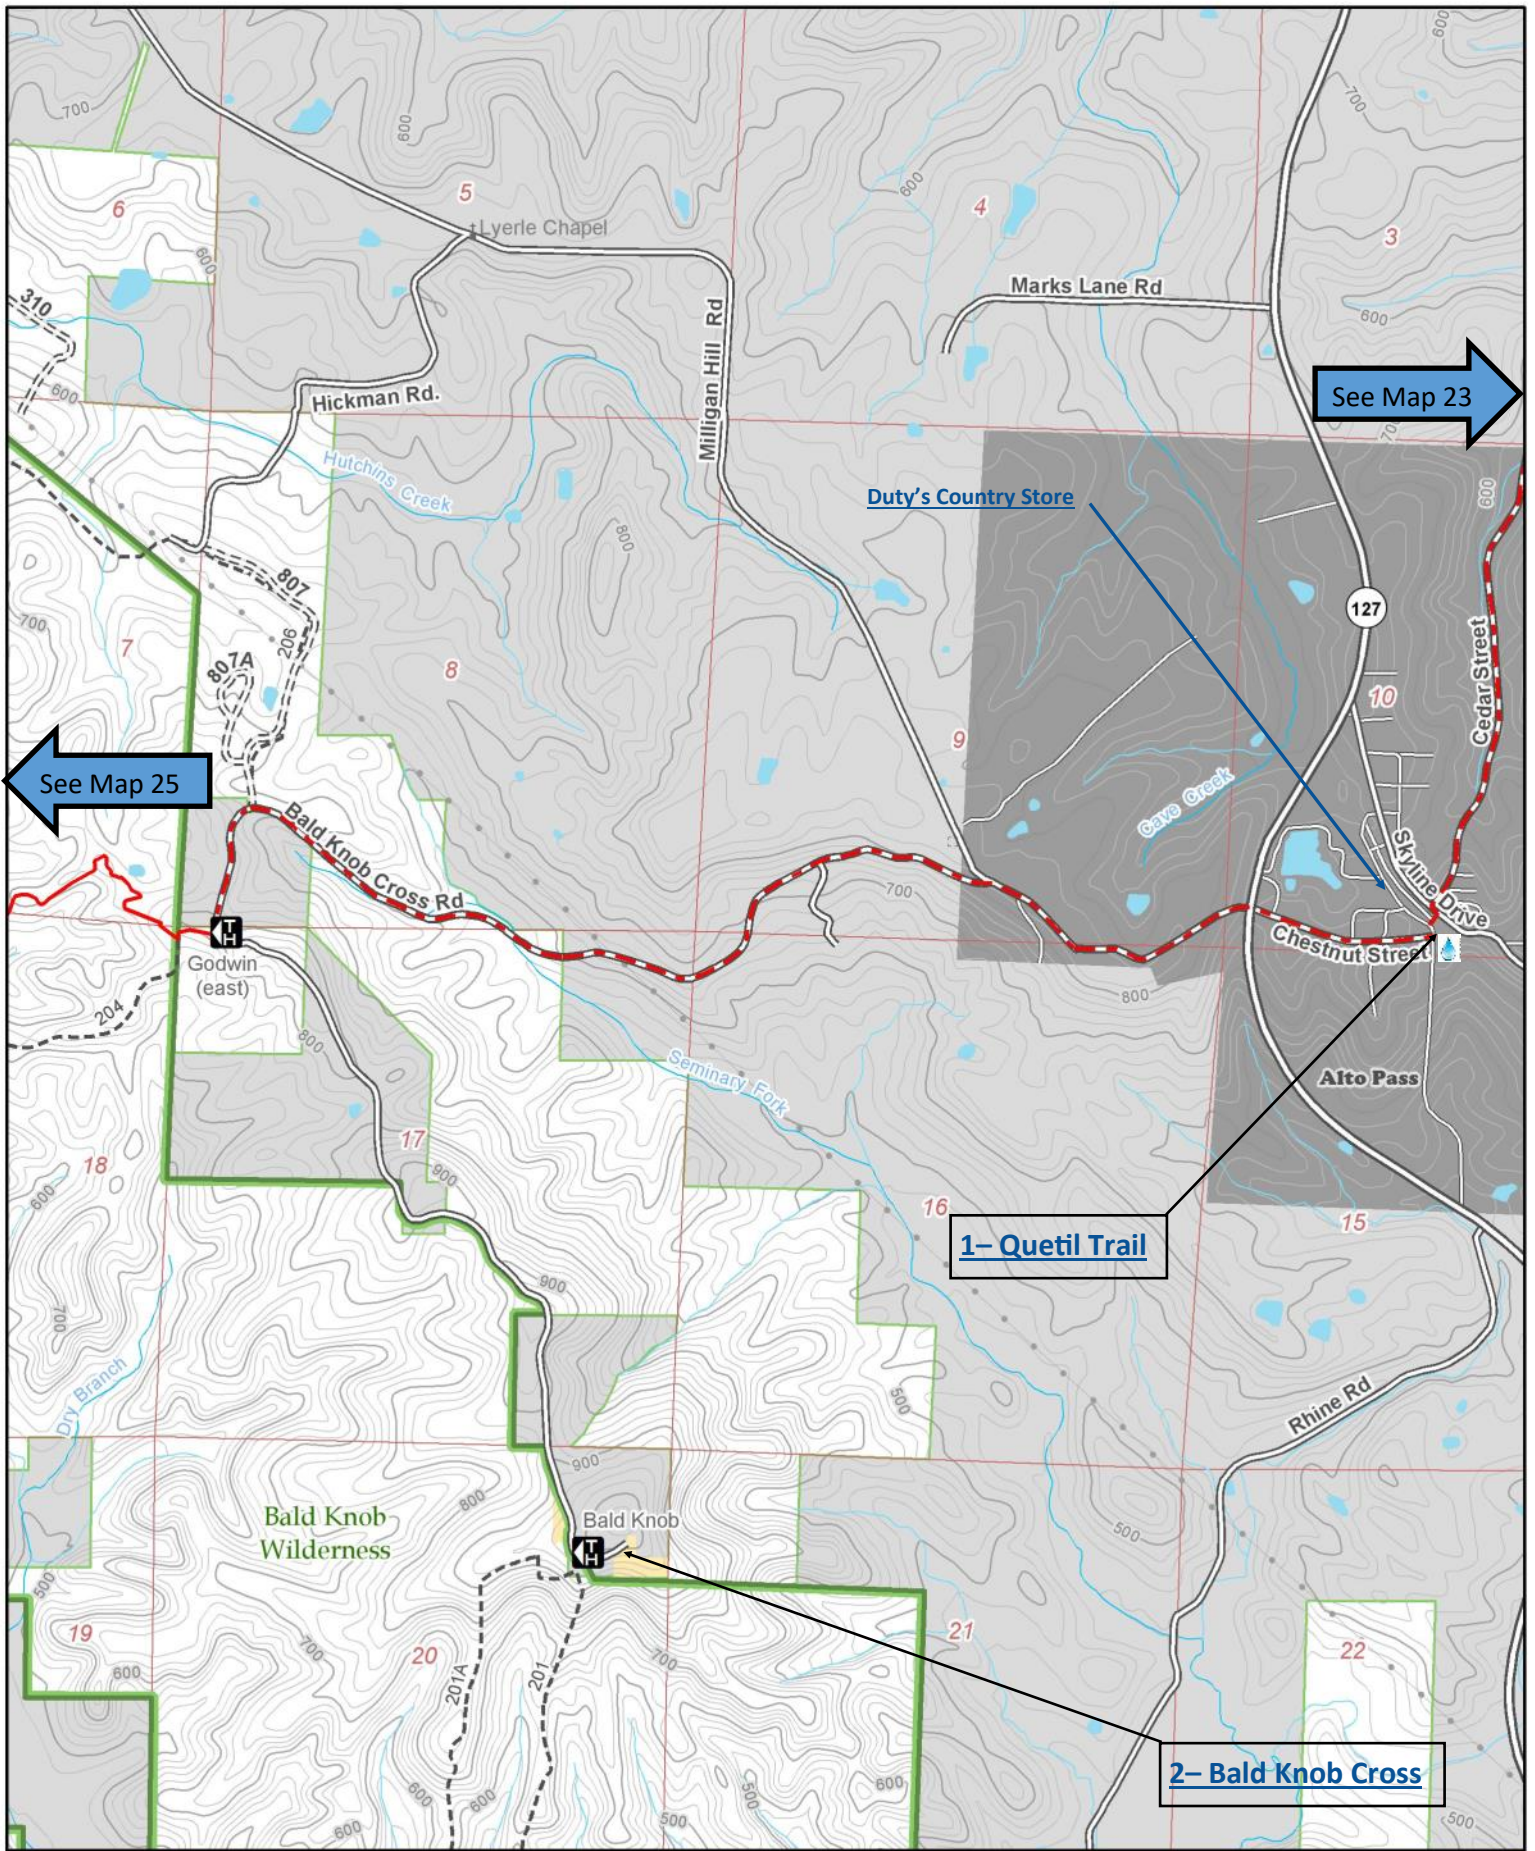 600
700
700
600
5
6
4
600
3
Lyerle Chapel
600
Marks Lane Rd
310
600
Milligan Hill Rd
See Map 23
600
Hickman Rd.
70
Hutchins Creek
Duty's Country Store
600
800
807
127
700
206
7
807A
8
Cedar Street
10
9
See Map 25
Cave Creek
Bald Knob Cross Rd
Skyline Drive
700
TH
Chestnut Street
Godwin
(east)
800
204
800
Seminary Fork
Alto Pass
17
18
900
600
16
15
1– Quetil Trail
900
700
Dry Branch
500
Rhine Rd
900
800
Bald Knob
Wilderness
Bald Knob
500
TH
500
19
21
20
22
700
700
600
201A
201
2– Bald Knob Cross
600
600
600
500
500
500
600